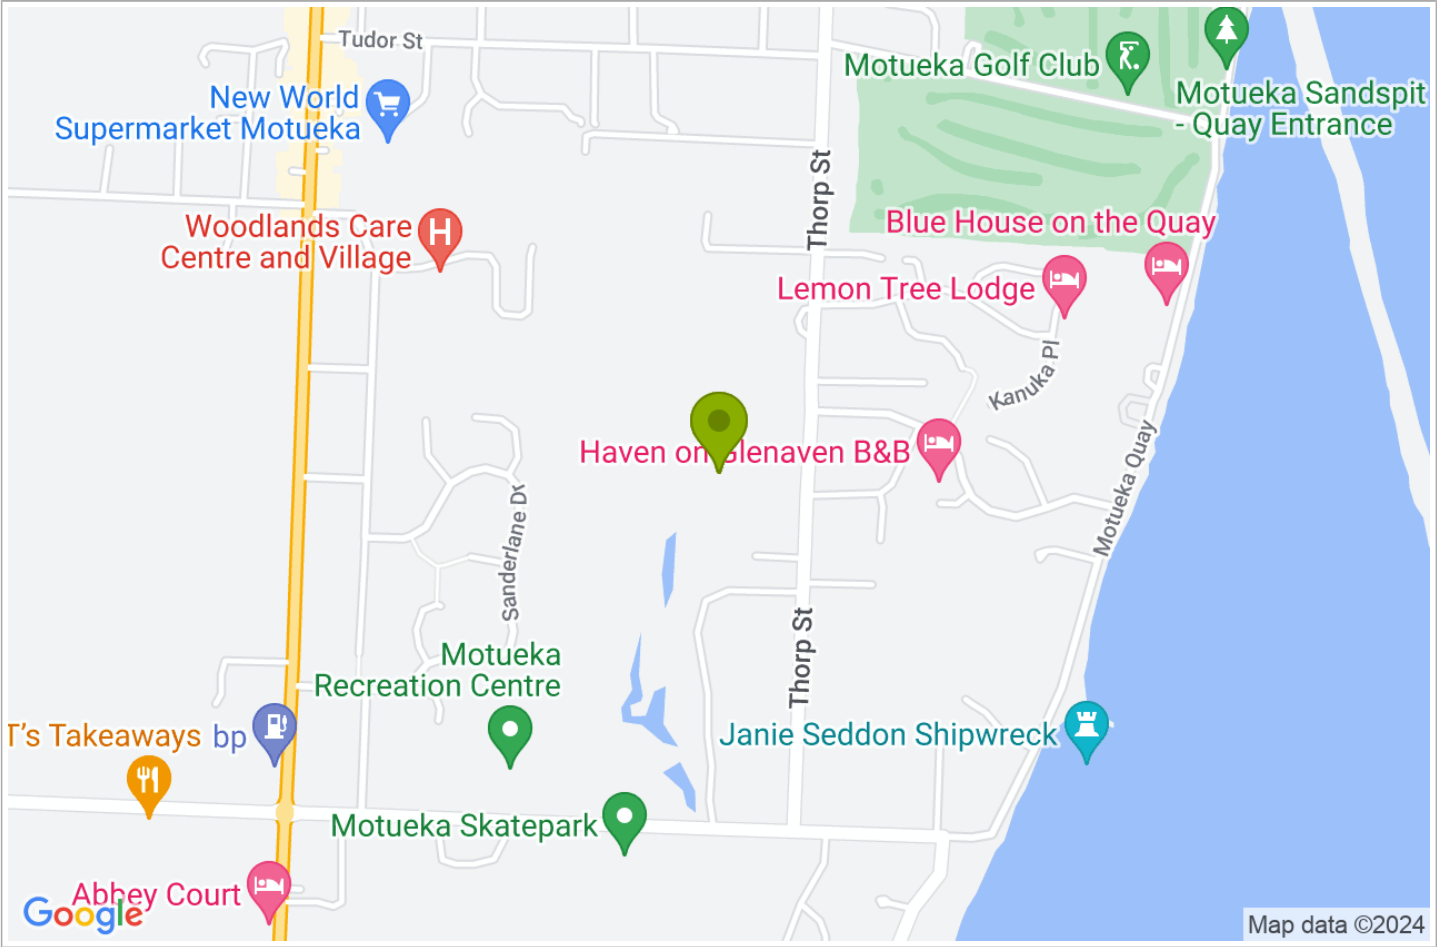 Tudor St
Motueka Golf Club
New World
Supermarket Motueka
Motueka Sandspit
- Quay Entrance
Thorp St
Woodlands Care
Centre and Village
H
Blue House on the Quay
Lemon Tree Lodge
Kanuka Pl
Haven on Glenaven B&B
Motueka Quay
Sanderlane Dr
Thorp St
Motueka
Recreation Centre
T's Takeaways
bp
Janie Seddon Shipwreck
Motueka Skatepark
Abbey Court
Google
Map data ©2024